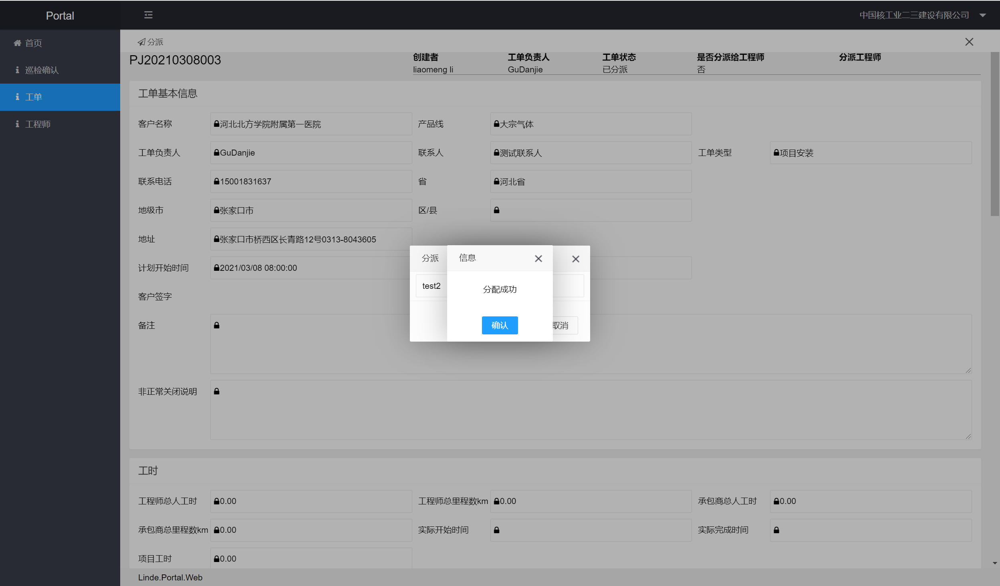 Portal
中国核工业二三建设有限公司
首页
巡检确认
工单
工程师
分派
PJ20210308003
创建者 工单负责人 工单状态 是否分派给工程师 分派工程师
liaomeng li GuDanjie 已分派 否
工单基本信息
客户名称 河北北方学院附属第一医院 产品线 大宗气体
工单负责人 GuDanjie 联系人 测试联系人 工单类型 项目安装
联系电话 15001831637 省 河北省
地级市 张家口市 区/县
地址 张家口市桥西区长青路12号0313-8043605
计划开始时间 2021/03/08 08:00:00
客户签字
备注
非正常关闭说明
分派
test2
取消
信息
分配成功
确认
工时
工程师总人工时 0.00 工程师总里程数km 0.00 承包商总人工时 0.00
承包商总里程数km 0.00 实际开始时间 实际完成时间
项目工时 0.00
Linde.Portal.Web